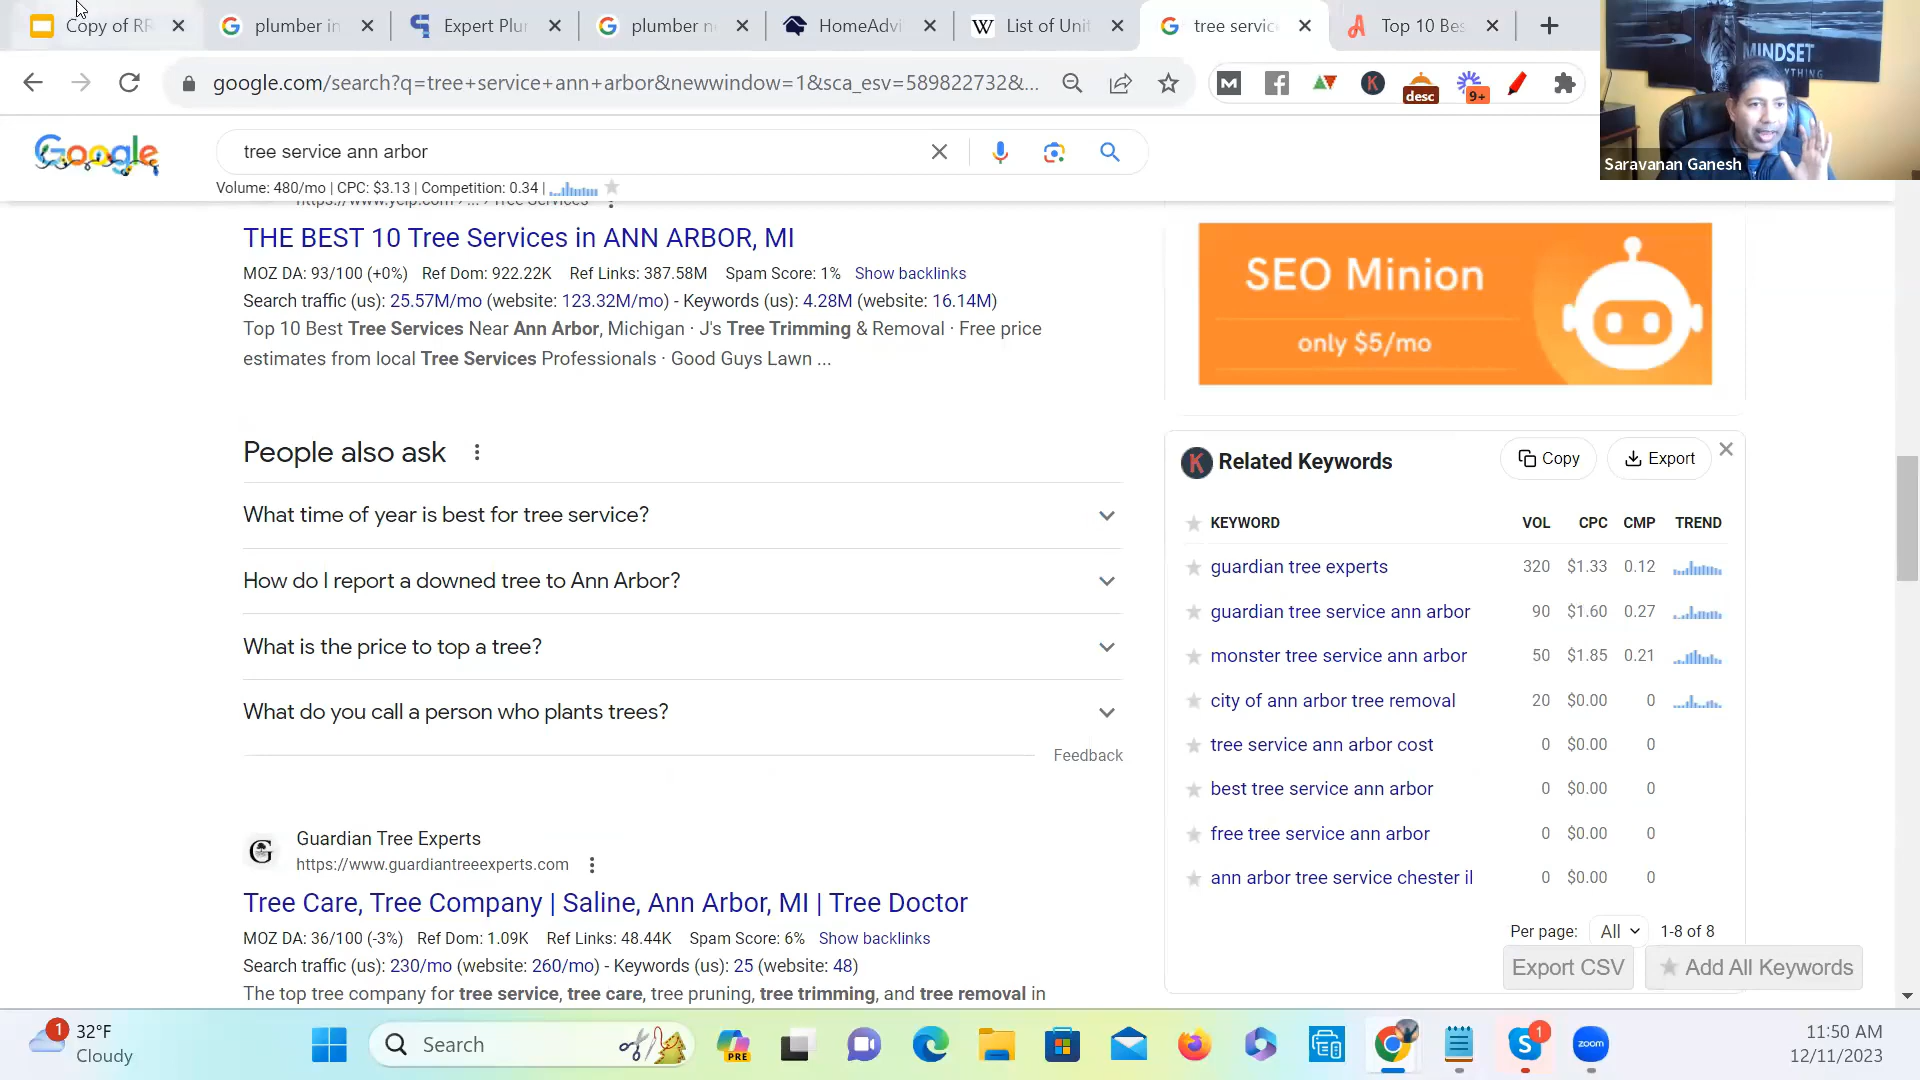 Copy of RR
plumber in
Expert Plu
plumber n
HomeAdvi
List of Unit
tree servic
Top 10 Bes
google.com/search?q=tree+service+ann+arbor&newwindow=1&sca_esv=589822732&...
desc
9+
MINDSET
Saravanan Ganesh
Google
tree service ann arbor
Volume: 480/mo | CPC: $3.13 | Competition: 0.34 |
https://www.yelp.com › ... › Tree Services
THE BEST 10 Tree Services in ANN ARBOR, MI
MOZ DA: 93/100 (+0%) Ref Dom: 922.22K Ref Links: 387.58M Spam Score: 1% Show backlinks
Search traffic (us): 25.57M/mo (website: 123.32M/mo) - Keywords (us): 4.28M (website: 16.14M)
Top 10 Best Tree Services Near Ann Arbor, Michigan · J's Tree Trimming & Removal · Free price
estimates from local Tree Services Professionals · Good Guys Lawn ...
People also ask
What time of year is best for tree service?
How do I report a downed tree to Ann Arbor?
What is the price to top a tree?
What do you call a person who plants trees?
Feedback
Guardian Tree Experts
https://www.guardiantreeexperts.com
Tree Care, Tree Company | Saline, Ann Arbor, MI | Tree Doctor
MOZ DA: 36/100 (-3%) Ref Dom: 1.09K Ref Links: 48.44K Spam Score: 6% Show backlinks
Search traffic (us): 230/mo (website: 260/mo) - Keywords (us): 25 (website: 48)
The top tree company for tree service, tree care, tree pruning, tree trimming, and tree removal in
SEO Minion
only $5/mo
K Related Keywords
Copy
Export
KEYWORD VOL CPC CMP TREND
guardian tree experts 320 $1.33 0.12
guardian tree service ann arbor 90 $1.60 0.27
monster tree service ann arbor 50 $1.85 0.21
city of ann arbor tree removal 20 $0.00 0
tree service ann arbor cost 0 $0.00 0
best tree service ann arbor 0 $0.00 0
free tree service ann arbor 0 $0.00 0
ann arbor tree service chester il 0 $0.00 0
Per page: All 1-8 of 8
Export CSV
Add All Keywords
1
32°F
Cloudy
Search
PRE
S
1
zoom
11:50 AM
12/11/2023